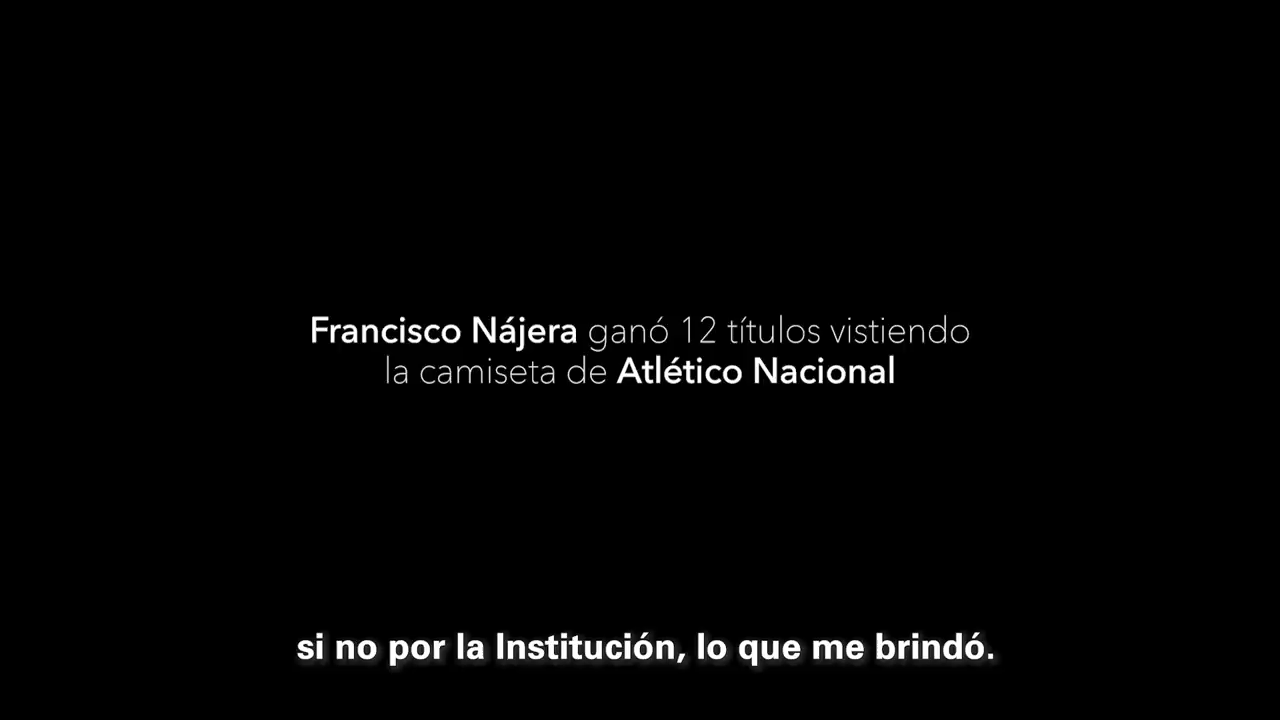 Francisco Nájera ganó 12 títulos vistiendo
la camiseta de Atlético Nacional
si no por la Institución, lo que me brindó.